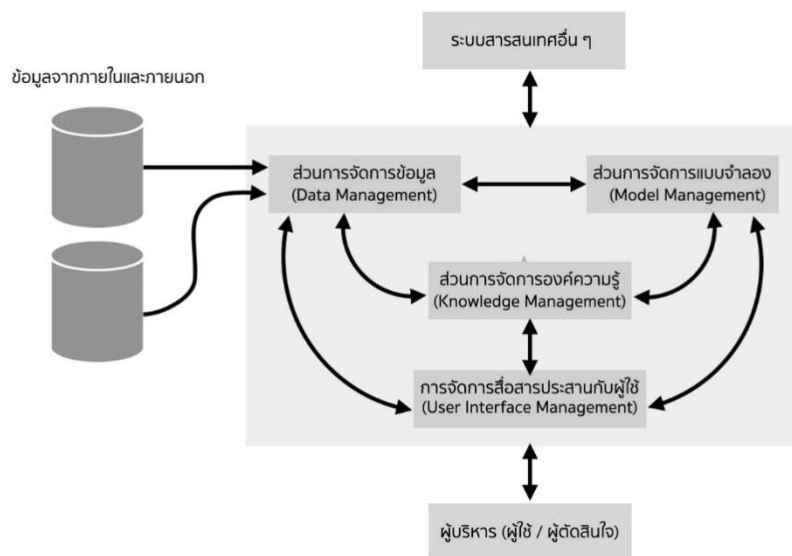 ระบบสารสนเทศอื่น ๆ
ข้อมูลจากภายในและภายนอก
ส่วนการจัดการข้อมูล
(Data Management)
ส่วนการจัดการแบบจำลอง
(Model Management)
ส่วนการจัดการองค์ความรู้
(Knowledge Management)
การจัดการสื่อสารประสานกับผู้ใช้
(User Interface Management)
ผู้บริหาร (ผู้ใช้ / ผู้ตัดสินใจ)